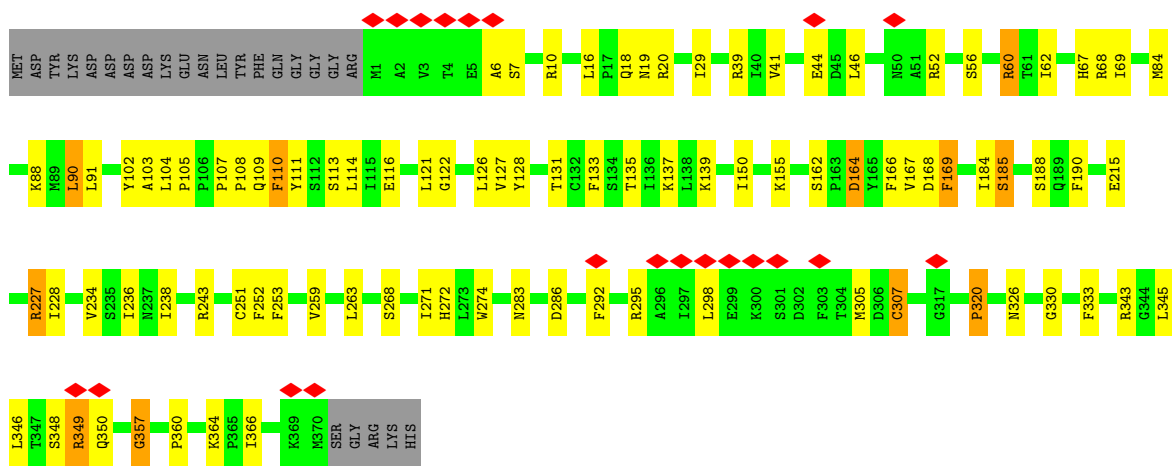 MET ASP TYR LYS ASP ASP ASP ASP LYS GLU ASN LEU TYR PHE GLN GLY GLY GLY ARG M1 A2 V3 T4 E5 A6 S7 R10 L16 P17 Q18 N19 R20 I29 R39 I40 V41 E44 D45 L46 N50 A51 R52 S56 R60 T61 I62 H67 R68 I69 M84
K88 M89 L90 L91 Y102 A103 L104 P105 P106 P107 P108 Q109 F110 Y111 S112 S113 L114 I115 E116 L121 G122 L126 V127 Y128 T131 C132 F133 S134 T135 I136 K137 L138 K139 I150 K155 S162 P163 D164 Y165 F166 V167 D168 F169 I184 S185 S188 Q189 F190 E215
R227 I228 V234 S235 I236 N237 I238 R243 C251 F252 F253 V259 L263 S268 I271 H272 L273 W274 N283 D286 F292 R295 A296 I297 L298 E299 K300 S301 D302 F303 T304 M305 D306 C307 G317 P320 N326 G330 F333 R343 G344 L345
L346 T347 S348 R349 Q350 G357 P360 K364 P365 I366 K369 M370 SER GLY ARG LYS HIS